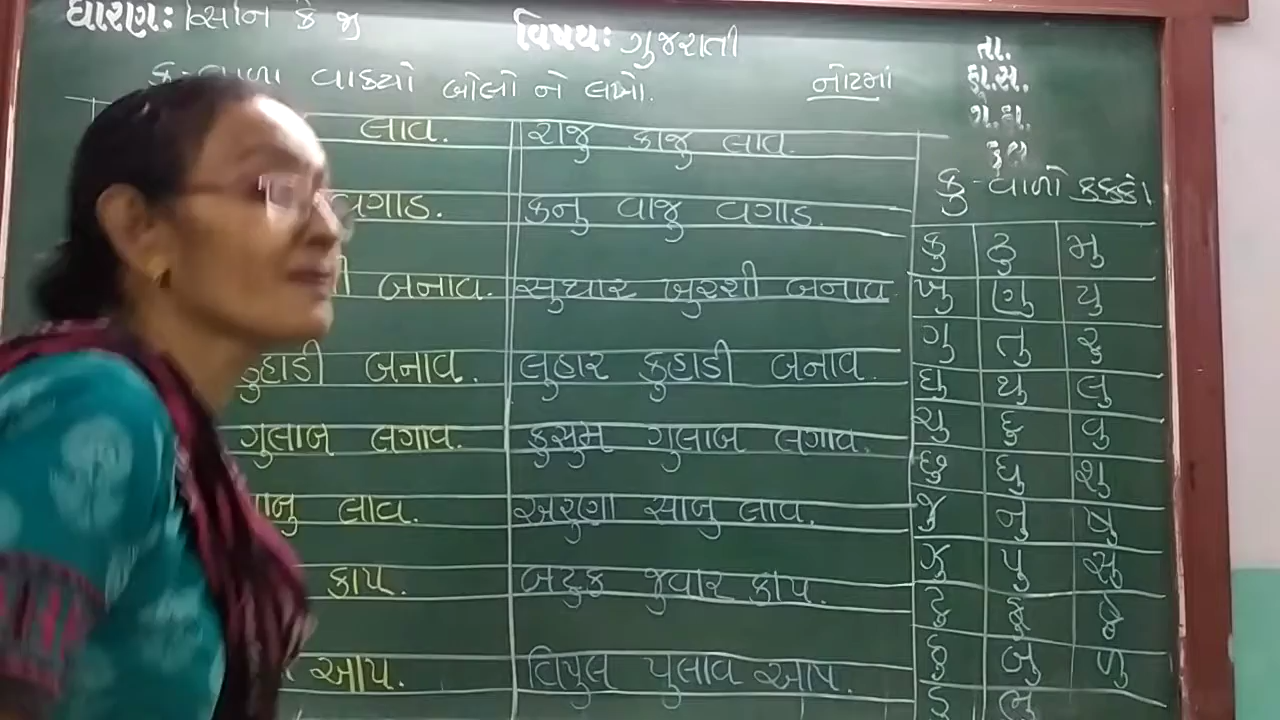 ધોરણ: સિનિ કે જી
વિષય: ગુજરાતી
તા.
વાક્યો બોલો ને લખો.
નોટમાં
લાવ.
રાજુ કાજુ લાવ.
વગાડ.
કનુ વાજુ વગાડ.
બનાવ.
સુથાર ખુરશી બનાવ
કુહાડી બનાવ.
લુહાર કુહાડી બનાવ.
ગુલાબ લગાવ.
કુસુમ ગુલાબ લગાવ.
લાવ.
અરુણા સાબુ લાવ.
કાપ.
બટુક જુવાર કાપ.
આપ.
વિપુલ પુલાવ આપ.
કુ-વાળો કક્કો
કુ ઢુ મુ
ખુ ણુ યુ
ગુ તુ રુ
ઘુ થુ લુ
ચુ દુ વુ
છુ ધુ શુ
જુ નુ ષુ
ઝુ પુ સુ
ટુ ફુ હુ
ઠુ બુ ળુ
ડુ ભુ